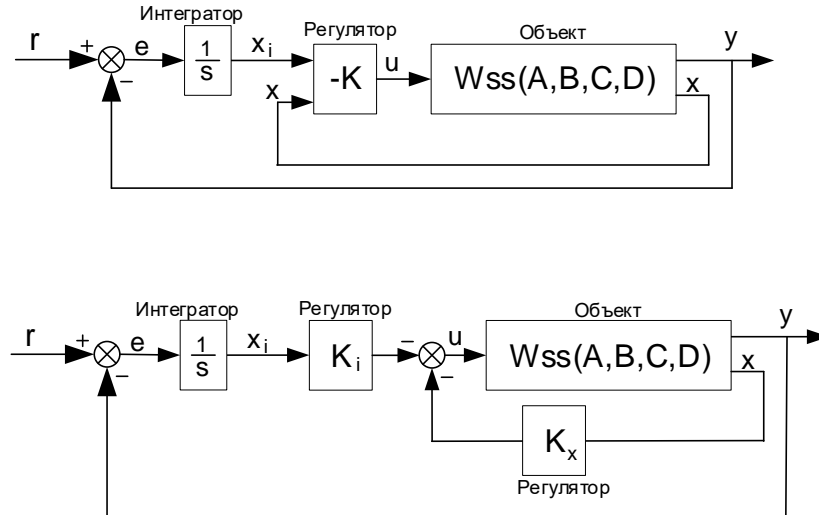 Интегратор Регулятор Объект
r + e 1/s x i x -K u Wss(A,B,C,D) y x
−
Интегратор Регулятор Объект
r + e 1/s x i K i − u Wss(A,B,C,D) y x
− −
K x
Регулятор